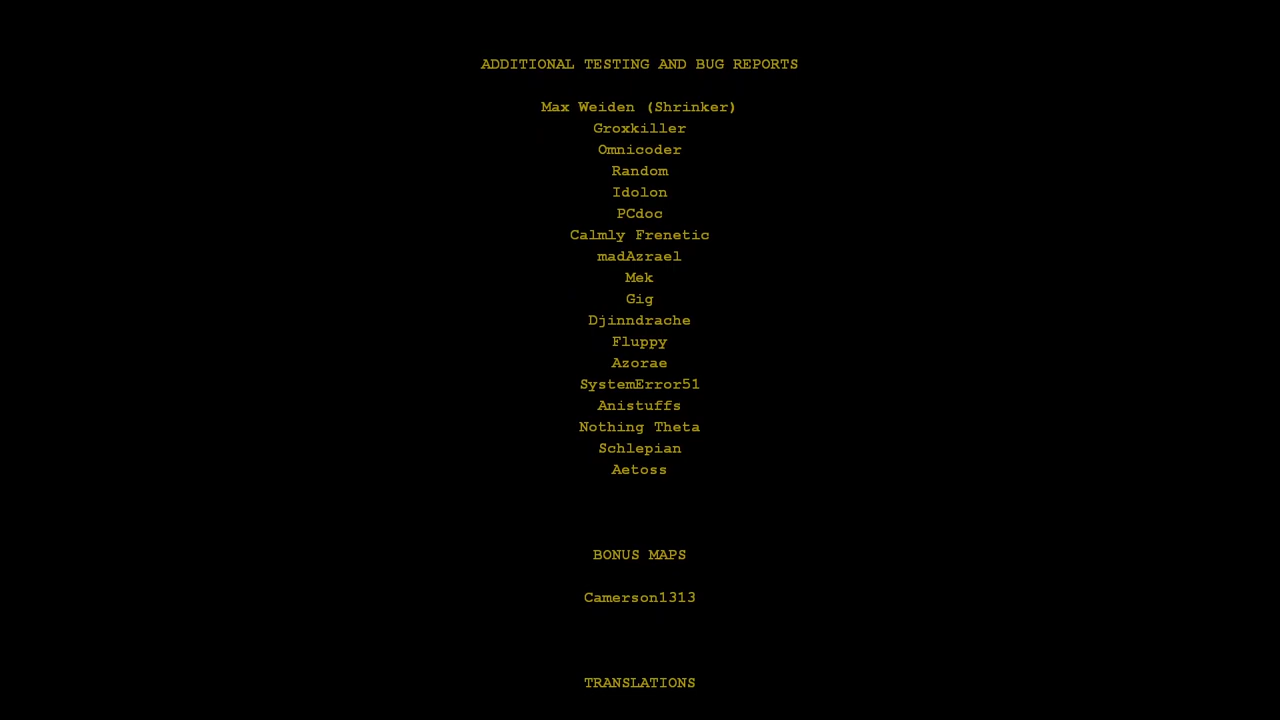 ADDITIONAL TESTING AND BUG REPORTS
Max Weiden (Shrinker)
Groxkiller
Omnicoder
Random
Idolon
PCdoc
Calmly Frenetic
madAzrael
Mek
Gig
Djinndrache
Fluppy
Azorae
SystemError51
Anistuffs
Nothing Theta
Schlepian
Aetoss
BONUS MAPS
Camerson1313
TRANSLATIONS